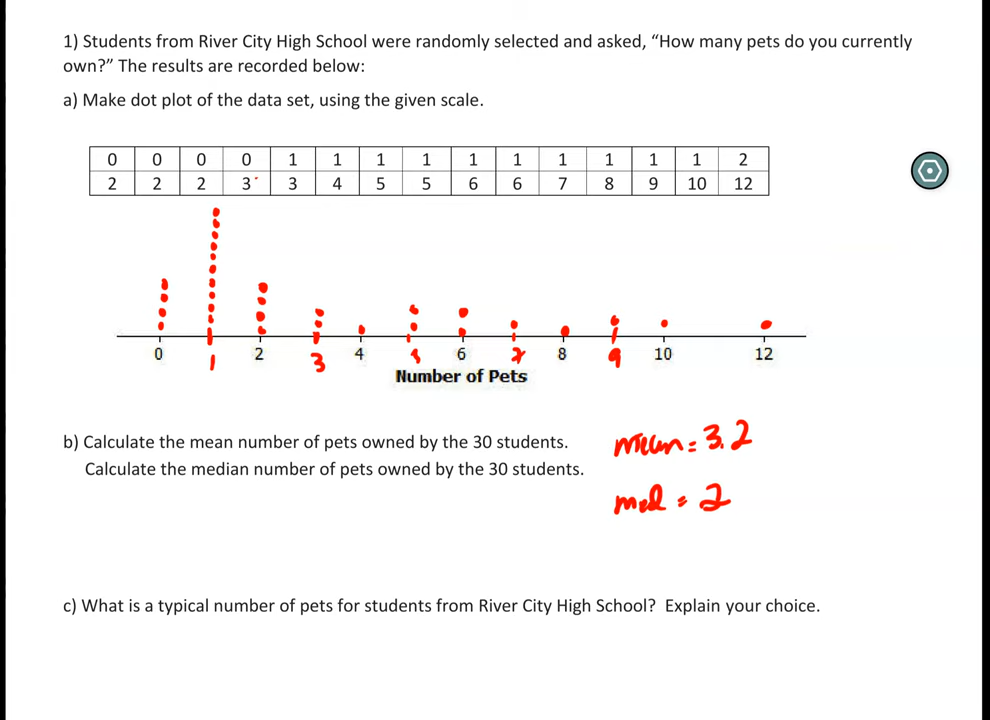 1) Students from River City High School were randomly selected and asked, “How many pets do you currently
own?” The results are recorded below:
a) Make dot plot of the data set, using the given scale.
0 0 0 0 1 1 1 1 1 1 1 1 1 1 2
2 2 2 3 3 4 5 5 6 6 7 8 9 10 12
0 1 2 3 4 5 6 7 8 9 10 12
Number of Pets
b) Calculate the mean number of pets owned by the 30 students. mean = 3.2
Calculate the median number of pets owned by the 30 students. med = 2
c) What is a typical number of pets for students from River City High School? Explain your choice.